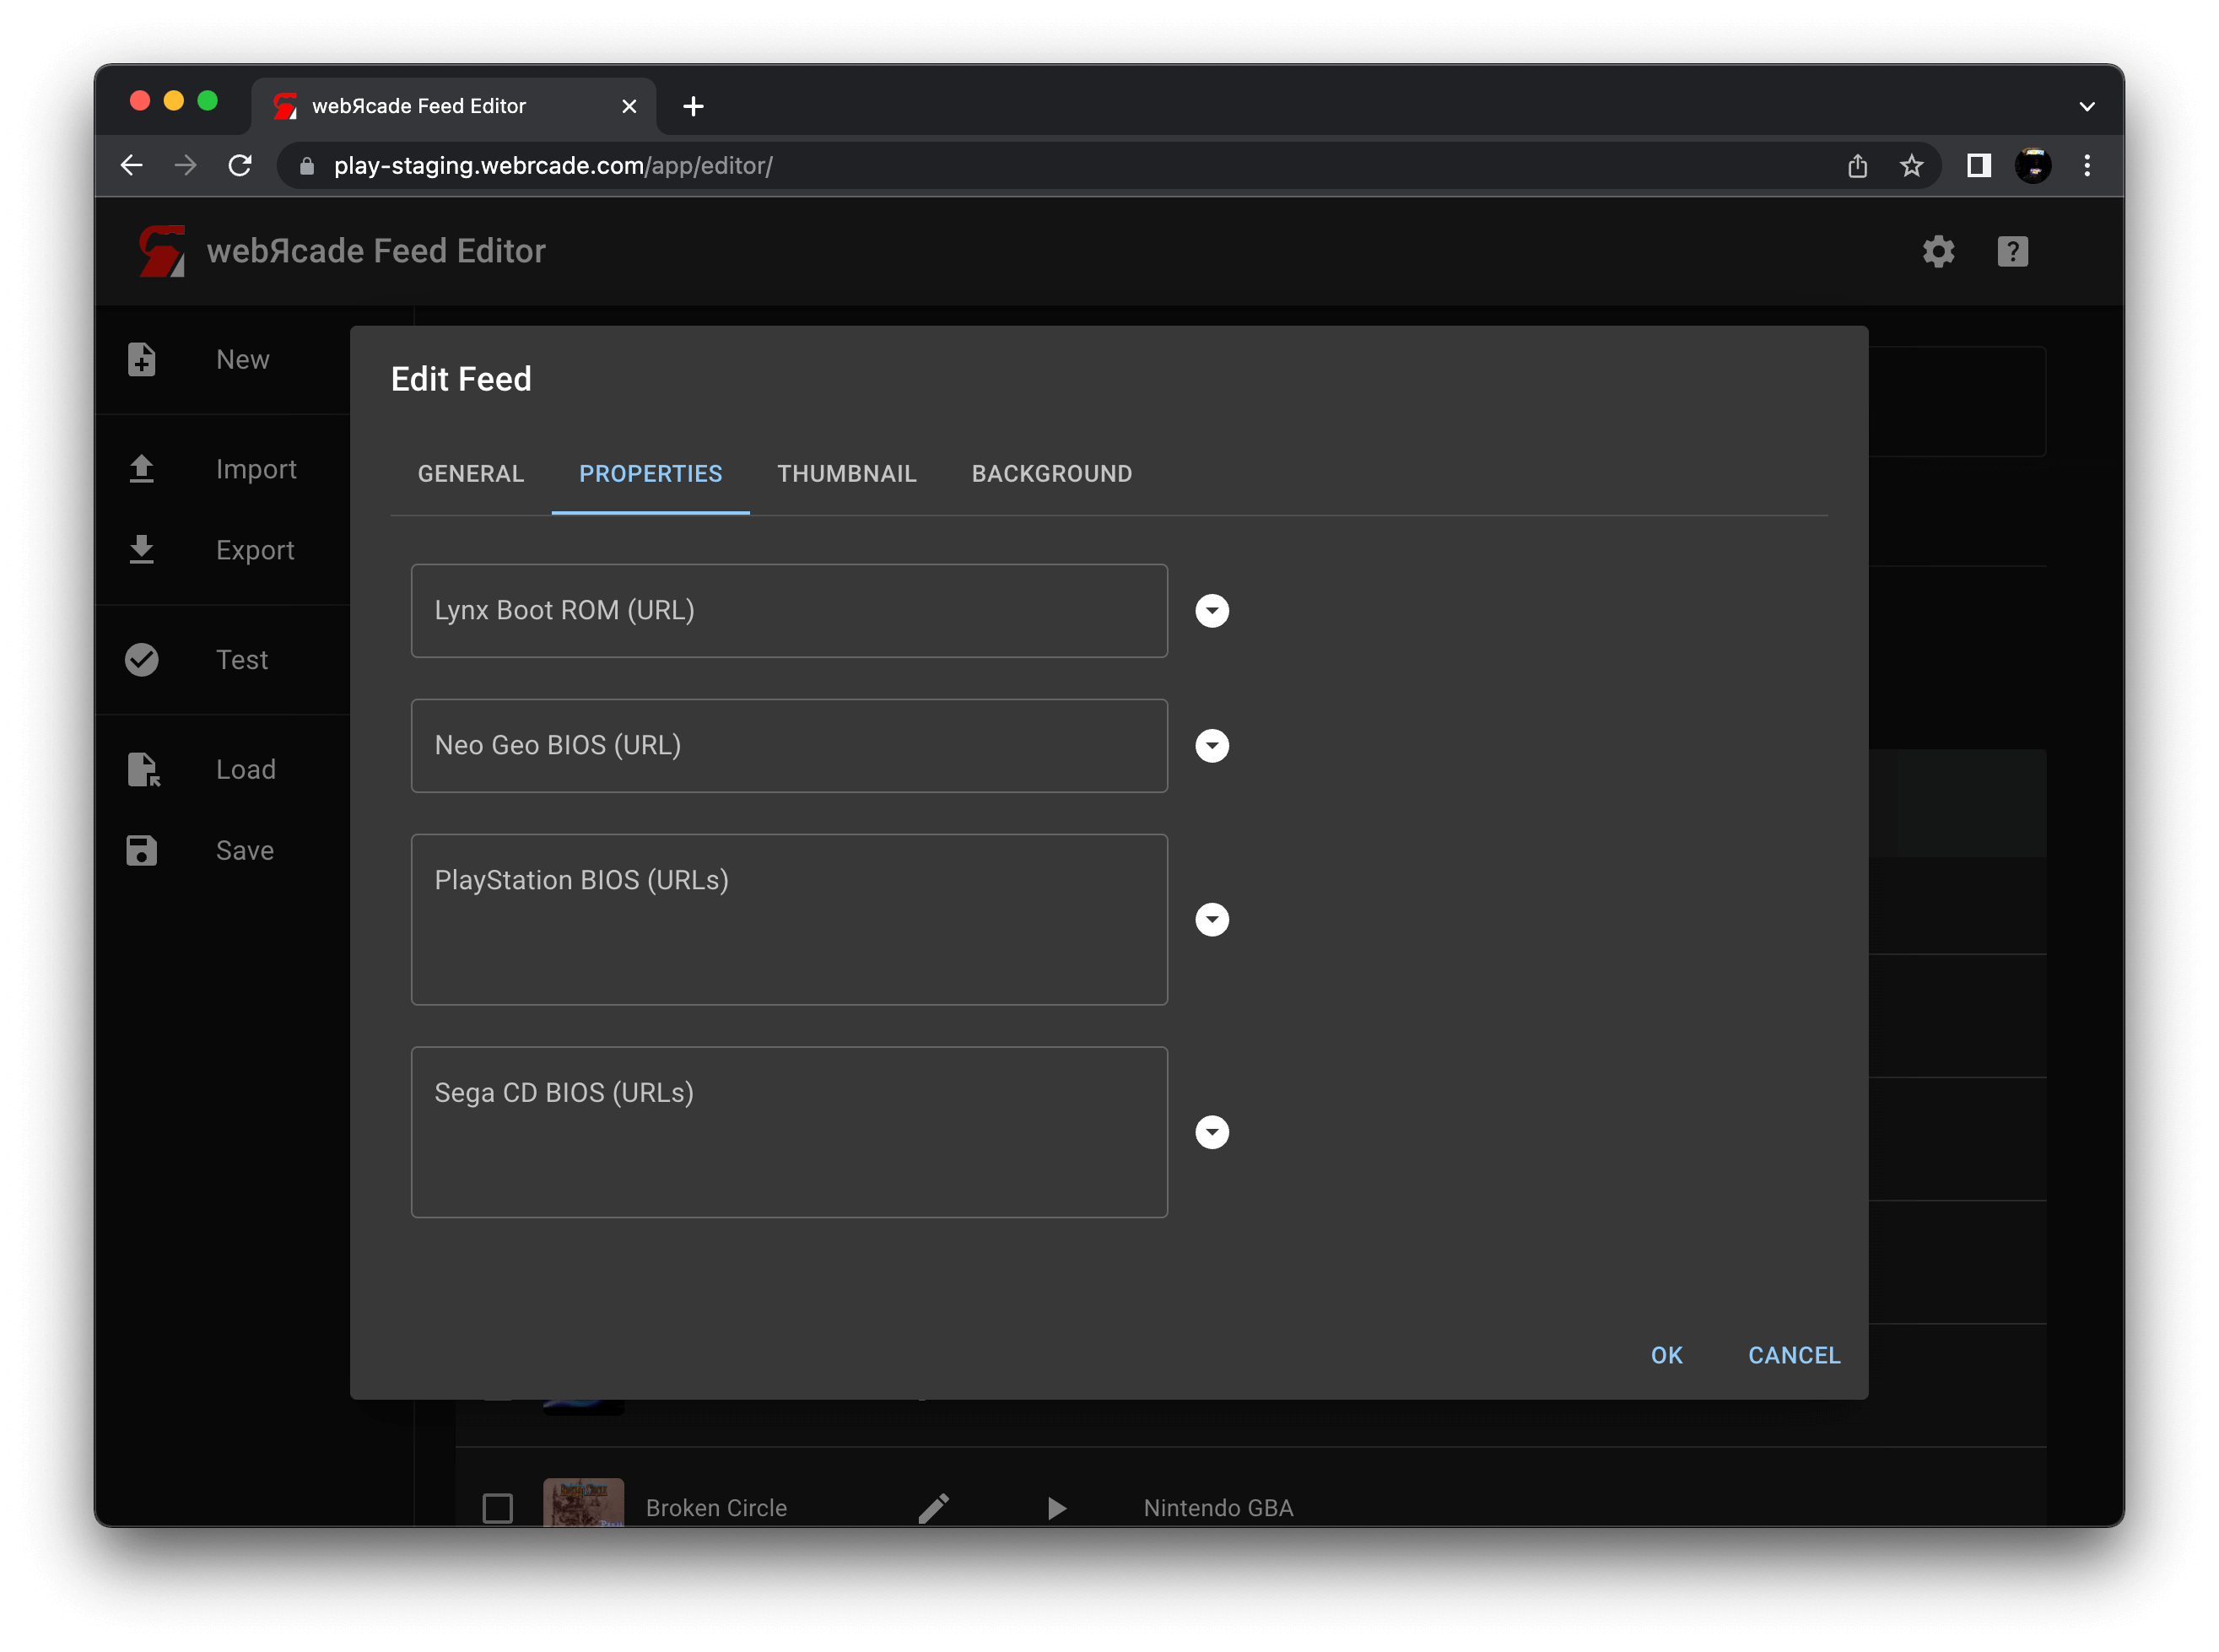 webЯcade Feed Editor
play-staging.webrcade.com/app/editor/
webЯcade Feed Editor
New
Import
Export
Test
Load
Save
Edit Feed
GENERAL PROPERTIES THUMBNAIL BACKGROUND
Lynx Boot ROM (URL)
Neo Geo BIOS (URL)
PlayStation BIOS (URLs)
Sega CD BIOS (URLs)
OK CANCEL
Broken Circle Nintendo GBA